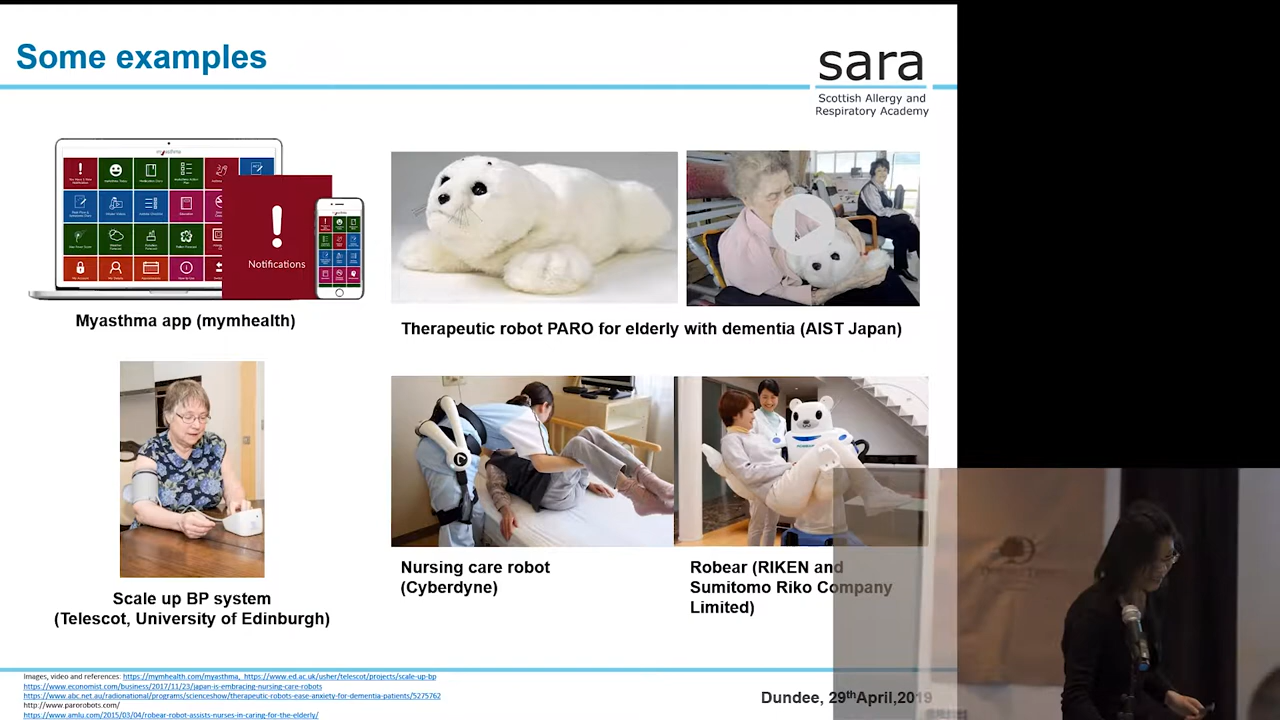 Some examples
sara
Scottish Allergy and
Respiratory Academy
Notifications
Myasthma app (mymhealth)
Therapeutic robot PARO for elderly with dementia (AIST Japan)
Scale up BP system
(Telescot, University of Edinburgh)
Nursing care robot
(Cyberdyne)
Robear (RIKEN and
Sumitomo Riko Company
Limited)
Images, video and references: https://mymhealth.com/myasthma, https://www.ed.ac.uk/usher/telescot/projects/scale-up-bp
https://www.economist.com/business/2017/11/23/japan-is-embracing-nursing-care-robots
https://www.abc.net.au/radionational/programs/scienceshow/therapeutic-robots-ease-anxiety-for-dementia-patients/5275762
http://www.parorobots.com/
https://www.amlu.com/2015/03/04/robear-robot-assists-nurses-in-caring-for-the-elderly/
Dundee, 29thApril,2019